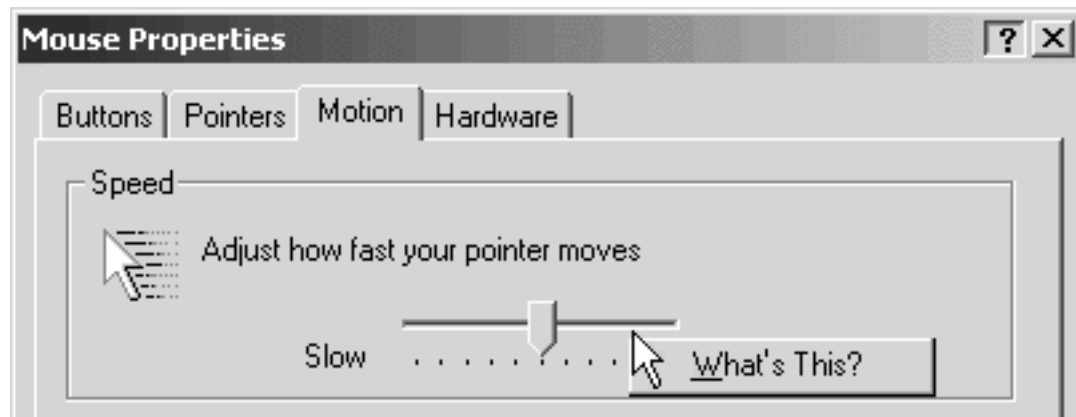 Mouse Properties
Buttons Pointers Motion Hardware
Speed
Adjust how fast your pointer moves
Slow
What's This?